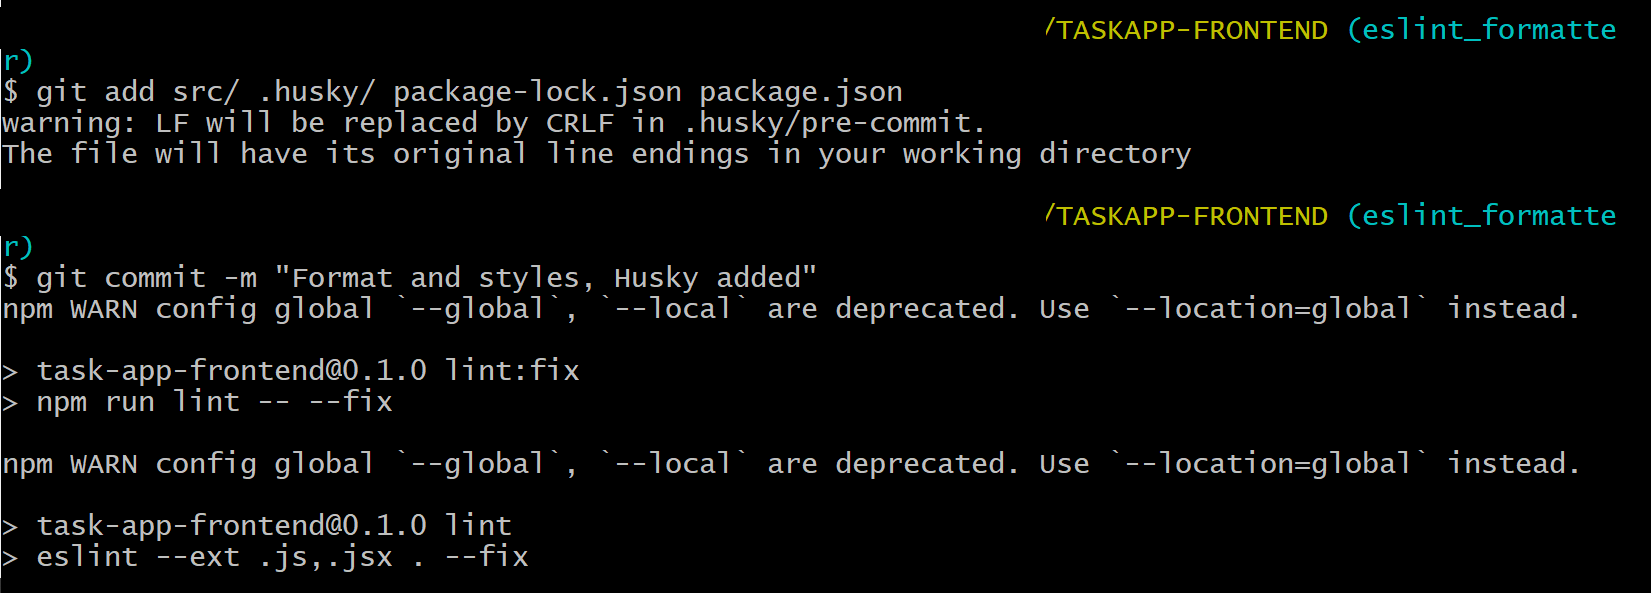 /TASKAPP-FRONTEND (eslint_formatte
r)
$ git add src/ .husky/ package-lock.json package.json
warning: LF will be replaced by CRLF in .husky/pre-commit.
The file will have its original line endings in your working directory
/TASKAPP-FRONTEND (eslint_formatte
r)
$ git commit -m "Format and styles, Husky added"
npm WARN config global `--global`, `--local` are deprecated. Use `--location=global` instead.
> task-app-frontend@0.1.0 lint:fix
> npm run lint -- --fix
npm WARN config global `--global`, `--local` are deprecated. Use `--location=global` instead.
> task-app-frontend@0.1.0 lint
> eslint --ext .js,.jsx . --fix